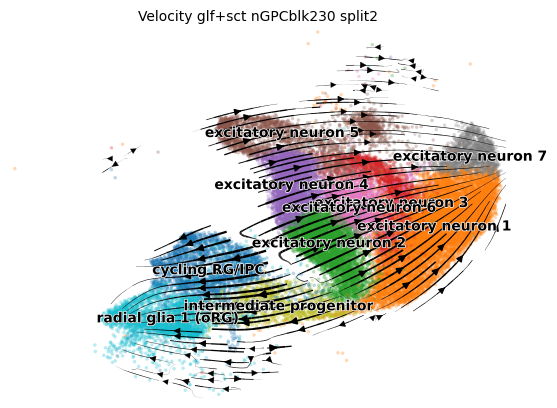 Velocity glf+sct nGPCblk230 split2
excitatory neuron 5
excitatory neuron 7
excitatory neuron 4
excitatory neuron 3
excitatory neuron 6
excitatory neuron 1
excitatory neuron 2
cycling RG/IPC
intermediate progenitor
radial glia 1 (oRG)